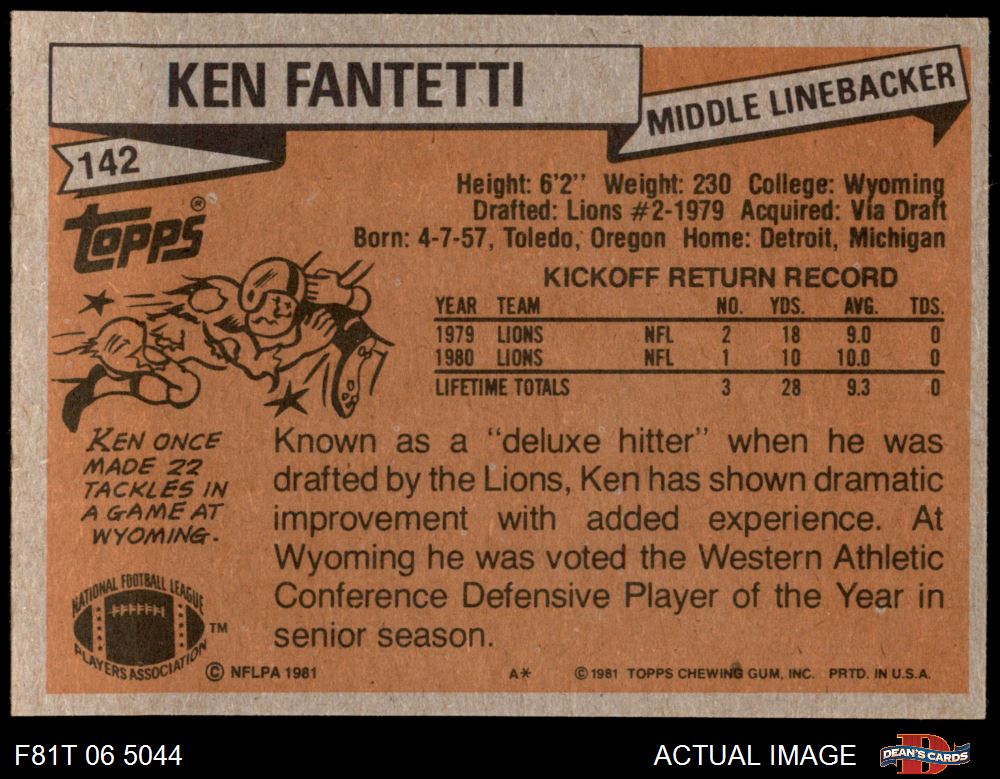 KEN FANTETTI
MIDDLE LINEBACKER
142
TOPPS®
Height: 6'2'' Weight: 230 College: Wyoming
Drafted: Lions #2-1979 Acquired: Via Draft
Born: 4-7-57, Toledo, Oregon Home: Detroit, Michigan
KICKOFF RETURN RECORD
YEAR TEAM NO. YDS. AVG. TDS.
1979 LIONS NFL 2 18 9.0 0
1980 LIONS NFL 1 10 10.0 0
LIFETIME TOTALS 3 28 9.3 0
KEN ONCE
MADE 22
TACKLES IN
A GAME AT
WYOMING.
Known as a “deluxe hitter” when he was
drafted by the Lions, Ken has shown dramatic
improvement with added experience. At
Wyoming he was voted the Western Athletic
Conference Defensive Player of the Year in
senior season.
NATIONAL FOOTBALL LEAGUE
PLAYERS ASSOCIATION
TM
© NFLPA 1981
A*
© 1981 TOPPS CHEWING GUM, INC. PRTD. IN U.S.A.
F81T 06 5044
ACTUAL IMAGE
D
DEAN'S CARDS